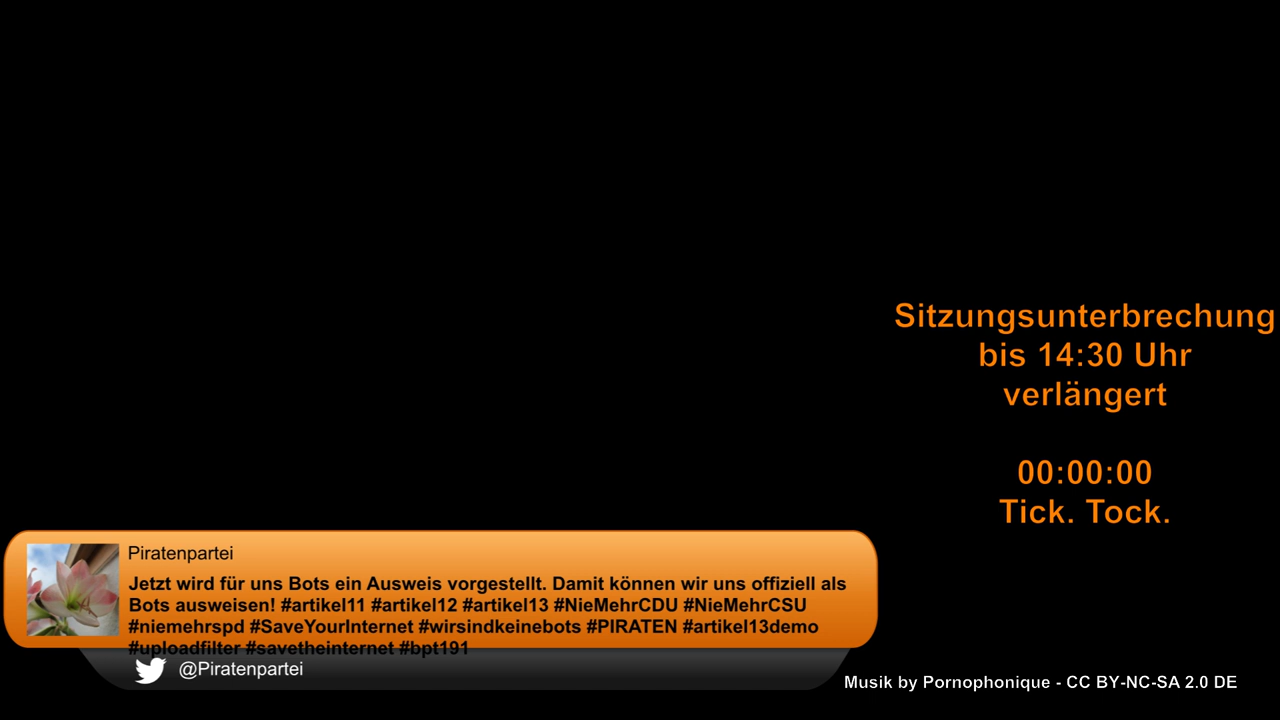 Sitzungsunterbrechung
bis 14:30 Uhr
verlängert
00:00:00
Tick. Tock.
Piratenpartei
Jetzt wird für uns Bots ein Ausweis vorgestellt. Damit können wir uns offiziell als
Bots ausweisen! #artikel11 #artikel12 #artikel13 #NieMehrCDU #NieMehrCSU
#niemehrspd #SaveYourInternet #wirsindkeinebots #PIRATEN #artikel13demo
#uploadfilter #savetheinternet #bpt191
@Piratenpartei
Musik by Pornophonique - CC BY-NC-SA 2.0 DE